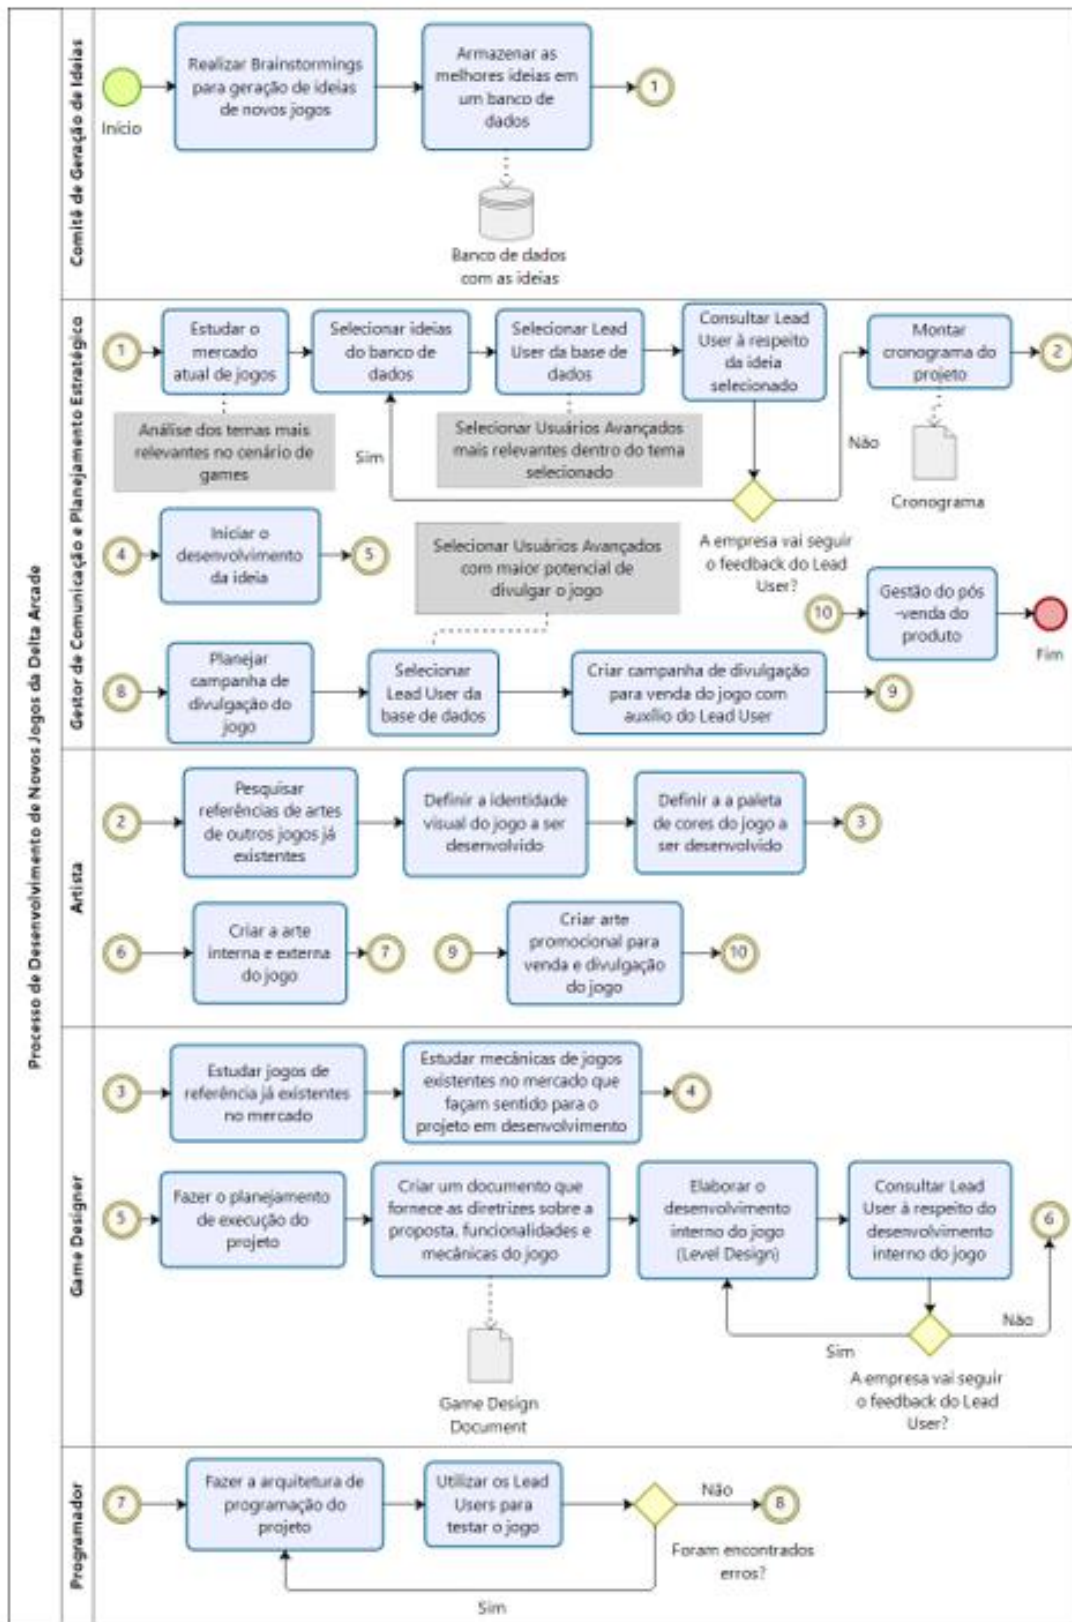 Processo de Desenvolvimento de Novos Jogos da Delta Arcade
Comitê de Geração de Ideias
Início
Realizar Brainstormings
para geração de ideias
de novos jogos
Armazenar as
melhores ideias em
um banco de
dados
1
Banco de dados
com as ideias
Gestor de Comunicação e Planejamento Estratégico
1
Estudar o
mercado
atual de jogos
Selecionar ideias
do banco de
dados
Selecionar Lead
User da base de
dados
Consultar Lead
User à respeito
da ideia
selecionado
Montar
cronograma do
projeto
2
Análise dos temas mais
relevantes no cenário de
games
Sim
Selecionar Usuários Avançados
mais relevantes dentro do tema
selecionado
Não
Cronograma
A empresa vai seguir
o feedback do Lead
User?
4
Iniciar o
desenvolvimento
da ideia
5
Selecionar Usuários Avançados
com maior potencial de
divulgar o jogo
10
Gestão do pós
-venda do
produto
Fim
8
Planejar
campanha de
divulgação do
jogo
Selecionar
Lead User da
base de dados
Criar campanha de divulgação
para venda do jogo com
auxílio do Lead User
9
Artista
2
Pesquisar
referências de artes
de outros jogos já
existentes
Definir a identidade
visual do jogo a ser
desenvolvido
Definir a a paleta
de cores do jogo a
ser desenvolvido
3
6
Criar a arte
interna e externa
do jogo
7
9
Criar arte
promocional para
venda e divulgação
do jogo
10
Game Designer
3
Estudar jogos de
referência já existentes
no mercado
Estudar mecânicas de jogos
existentes no mercado que
façam sentido para o
projeto em desenvolvimento
4
5
Fazer o planejamento
de execução do
projeto
Criar um documento que
fornece as diretrizes sobre a
proposta, funcionalidades e
mecânicas do jogo
Elaborar o
desenvolvimento
interno do jogo
(Level Design)
Consultar Lead
User à respeito do
desenvolvimento
interno do jogo
6
Game Design
Document
Sim
Não
A empresa vai seguir
o feedback do Lead
User?
Programador
7
Fazer a arquitetura de
programação do
projeto
Utilizar os Lead
Users para
testar o jogo
Não
8
Foram encontrados
erros?
Sim